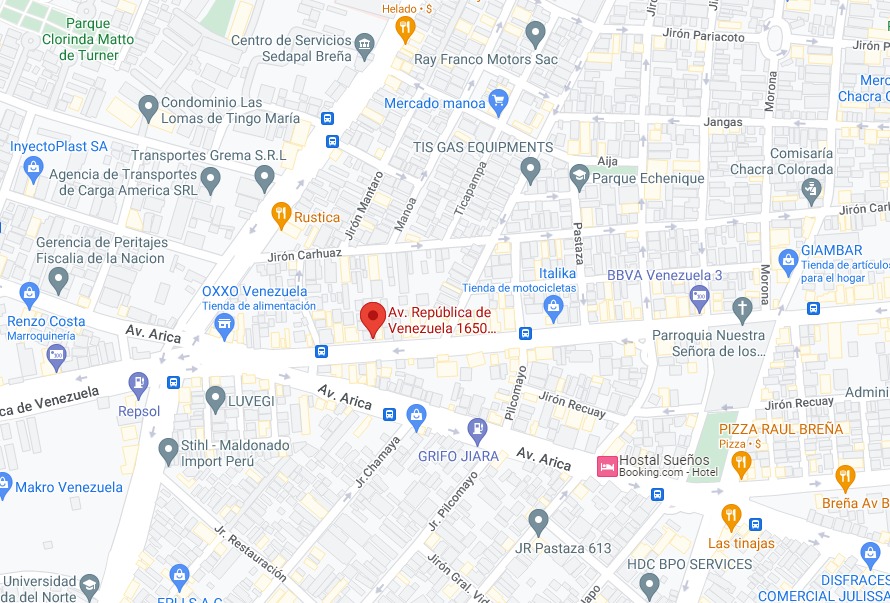 Helado • $
Parque
Clorinda Matto
de Turner
Centro de Servicios
Sedapal Breña
Ray Franco Motors Sac
Jirón Pariacoto
Jirón
Merc
Chacra C
Morona
Condominio Las
Lomas de Tingo María
Mercado manoa
Jangas
InyectoPlast SA
Transportes Grema S.R.L
TIS GAS EQUIPMENTS
Aija
Comisaría
Chacra Colorada
Agencia de Transportes
de Carga America SRL
Parque Echenique
Jirón Mantaro
Manoa
Ticapampa
Rustica
Jirón Carh
Pastaza
Gerencia de Peritajes
Fiscalia de la Nacion
Jirón Carhuaz
GIAMBAR
Tienda de artículos
para el hogar
Morona
Italika
Tienda de motocicletas
BBVA Venezuela 3
OXXO Venezuela
Tienda de alimentación
Av. República de
Venezuela 1650...
Renzo Costa
Marroquinería
Av. Arica
Parroquia Nuestra
Señora de los...
ca de Venezuela
Repsol
LUVEGI
Av. Arica
Pilcomayo
Jirón Recuay
Jirón Recuay
Admini
Stihl - Maldonado
Import Perú
Jr.Chamaya
GRIFO JIARA
Av. Arica
PIZZA RAUL BREÑA
Pizza • $
Hostal Sueños
Booking.com - Hotel
Makro Venezuela
Jr. Pilcomayo
Breña Av B
Jr. Restauración
JR Pastaza 613
Las tinajas
Jirón Gral. Vid
HDC BPO SERVICES
Universidad
da del Norte
DISFRACES
COMERCIAL JULISSA